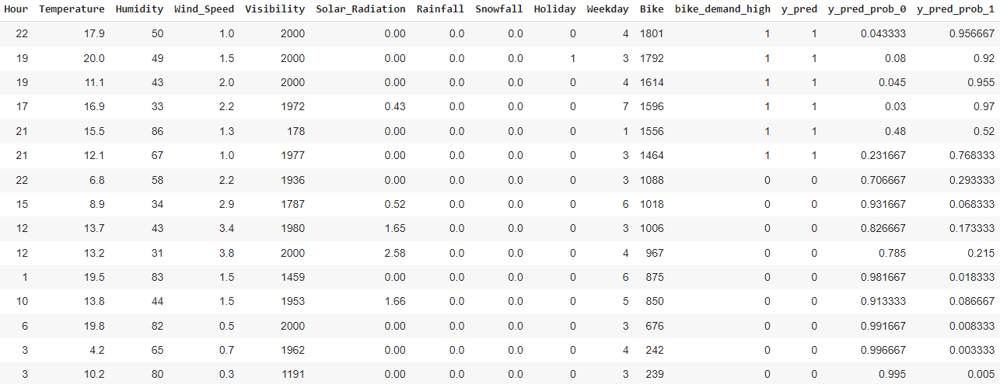 Hour Temperature Humidity Wind_Speed Visibility Solar_Radiation Rainfall Snowfall Holiday Weekday Bike bike_demand_high y_pred y_pred_prob_0 y_pred_prob_1
22 17.9 50 1.0 2000 0.00 0.0 0.0 0 4 1801 1 1 0.043333 0.956667
19 20.0 49 1.5 2000 0.00 0.0 0.0 1 3 1792 1 1 0.08 0.92
19 11.1 43 2.0 2000 0.00 0.0 0.0 0 4 1614 1 1 0.045 0.955
17 16.9 33 2.2 1972 0.43 0.0 0.0 0 7 1596 1 1 0.03 0.97
21 15.5 86 1.3 178 0.00 0.0 0.0 0 1 1556 1 1 0.48 0.52
21 12.1 67 1.0 1977 0.00 0.0 0.0 0 3 1464 1 1 0.231667 0.768333
22 6.8 58 2.2 1936 0.00 0.0 0.0 0 3 1088 0 0 0.706667 0.293333
15 8.9 34 2.9 1787 0.52 0.0 0.0 0 6 1018 0 0 0.931667 0.068333
12 13.7 43 3.4 1980 1.65 0.0 0.0 0 3 1006 0 0 0.826667 0.173333
12 13.2 31 3.8 2000 2.58 0.0 0.0 0 4 967 0 0 0.785 0.215
1 19.5 83 1.5 1459 0.00 0.0 0.0 0 6 875 0 0 0.981667 0.018333
10 13.8 44 1.5 1953 1.66 0.0 0.0 0 5 850 0 0 0.913333 0.086667
6 19.8 82 0.5 2000 0.00 0.0 0.0 0 3 676 0 0 0.991667 0.008333
3 4.2 65 0.7 1962 0.00 0.0 0.0 0 4 242 0 0 0.996667 0.003333
3 10.2 80 0.3 1191 0.00 0.0 0.0 0 3 239 0 0 0.995 0.005